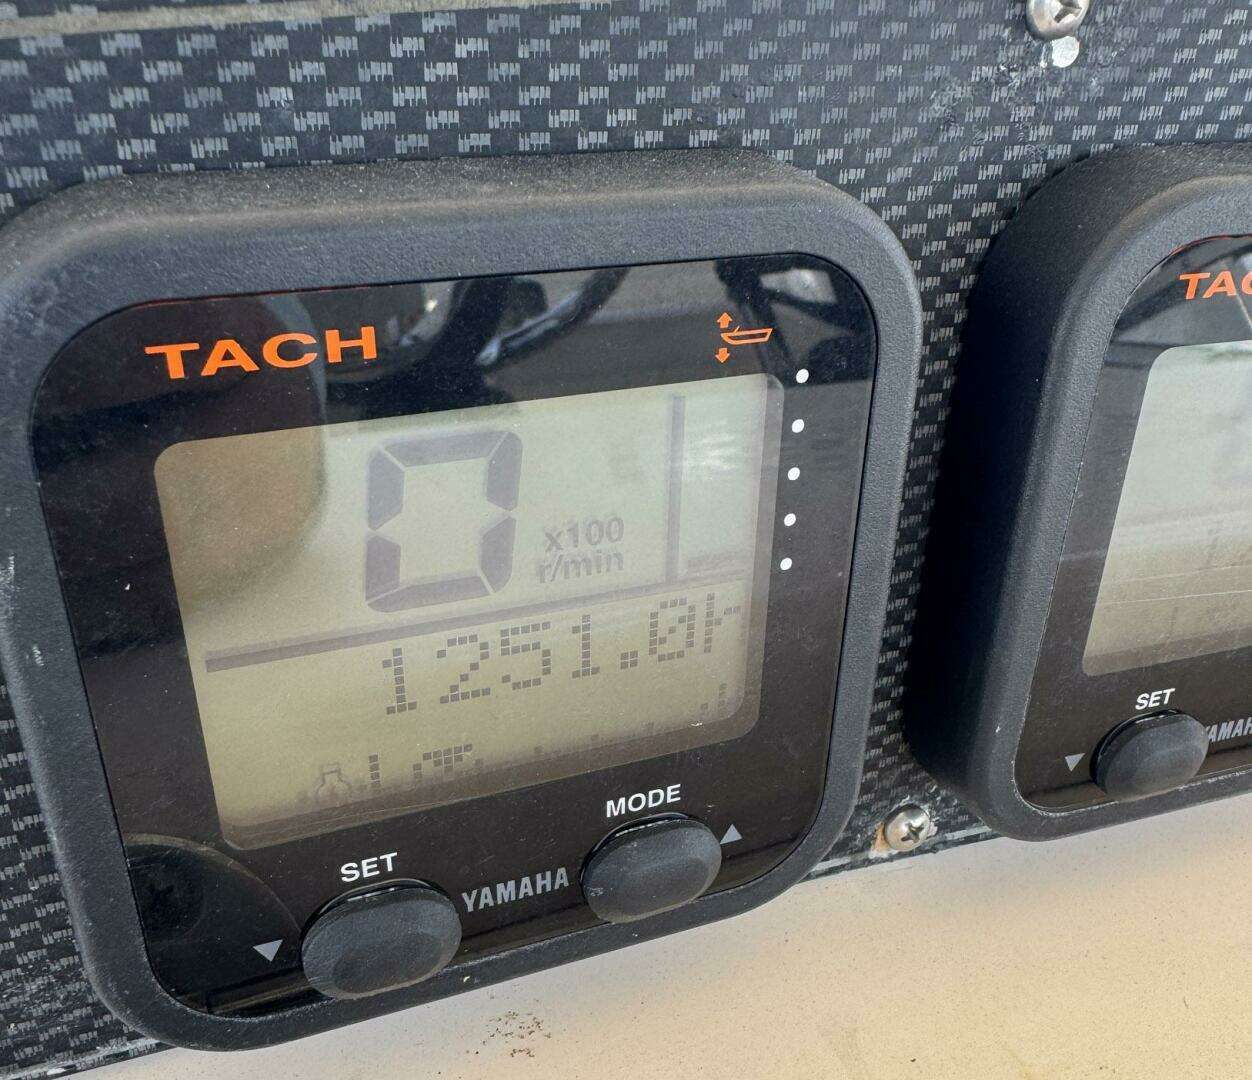 TACH
0
x100
r/min
1251.0h
SET
YAMAHA
MODE
SET